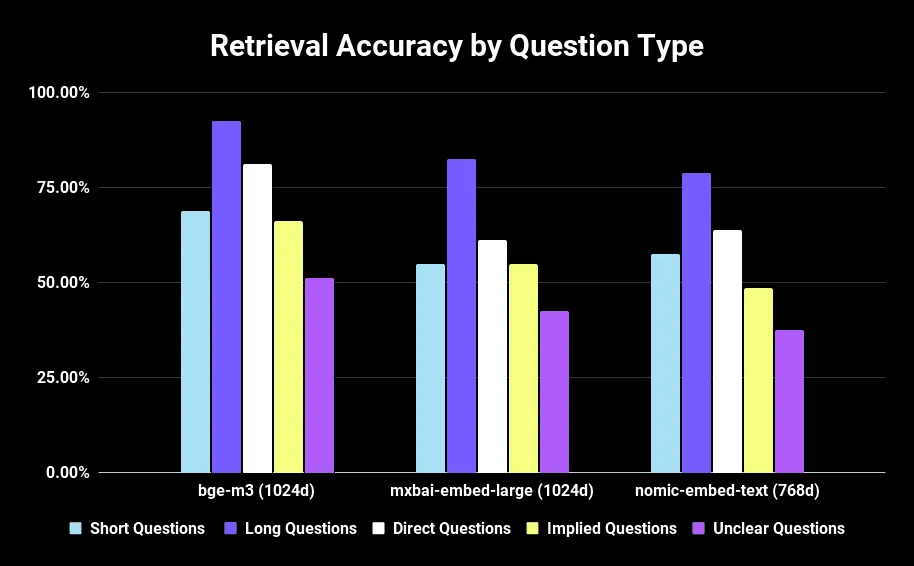 Retrieval Accuracy by Question Type
100.00%
75.00%
50.00%
25.00%
0.00%
bge-m3 (1024d) mxbai-embed-large (1024d) nomic-embed-text (768d)
Short Questions Long Questions Direct Questions Implied Questions Unclear Questions